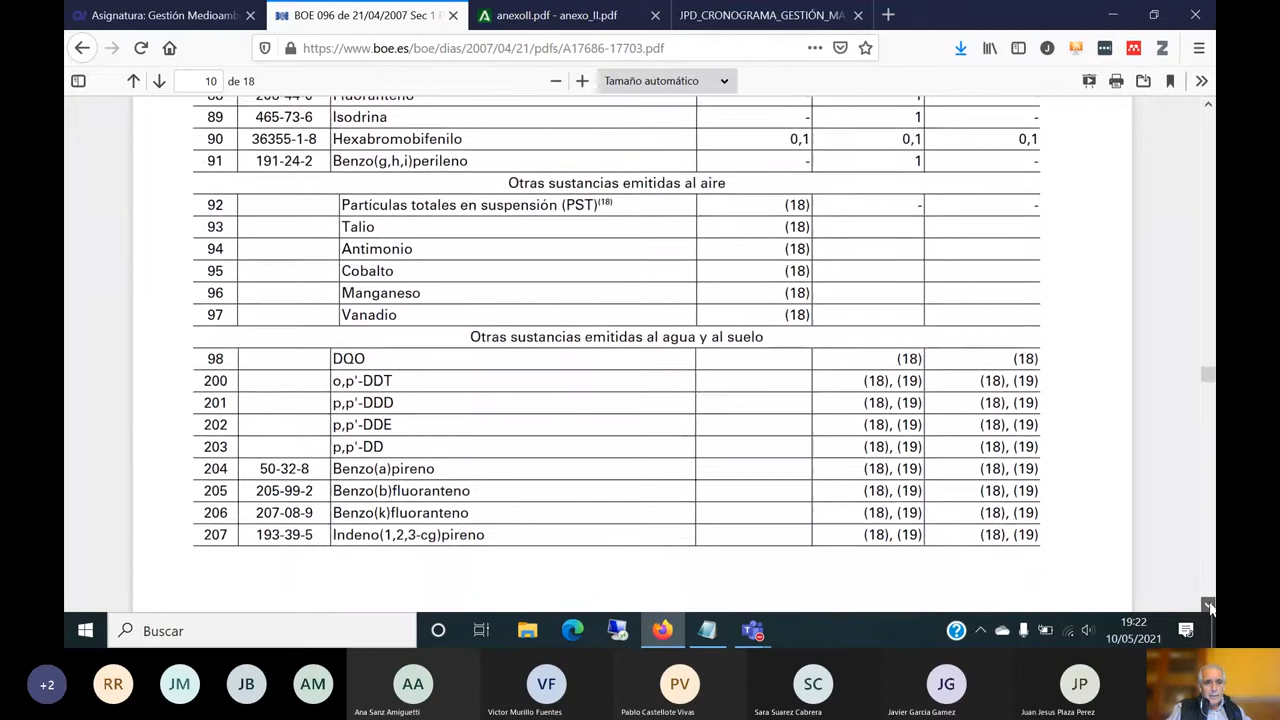 Asignatura: Gestión Medioamb
BOE 096 de 21/04/2007 Sec 1 P
anexoII.pdf - anexo_II.pdf
JPD_CRONOGRAMA_GESTIÓN_MA
https://www.boe.es/boe/dias/2007/04/21/pdfs/A17686-17703.pdf
10 de 18
Tamaño automático
88 206-44-0 Fluoranteno - 1 -
89 465-73-6 Isodrina - 1 -
90 36355-1-8 Hexabromobifenilo 0,1 0,1 0,1
91 191-24-2 Benzo(g,h,i)perileno - 1 -
Otras sustancias emitidas al aire
92 Partículas totales en suspensión (PST)(18) (18) - -
93 Talio (18)
94 Antimonio (18)
95 Cobalto (18)
96 Manganeso (18)
97 Vanadio (18)
Otras sustancias emitidas al agua y al suelo
98 DQO (18) (18)
200 o,p'-DDT (18), (19) (18), (19)
201 p,p'-DDD (18), (19) (18), (19)
202 p,p'-DDE (18), (19) (18), (19)
203 p,p'-DD (18), (19) (18), (19)
204 50-32-8 Benzo(a)pireno (18), (19) (18), (19)
205 205-99-2 Benzo(b)fluoranteno (18), (19) (18), (19)
206 207-08-9 Benzo(k)fluoranteno (18), (19) (18), (19)
207 193-39-5 Indeno(1,2,3-cg)pireno (18), (19) (18), (19)
Buscar
19:22
10/05/2021
+2 RR JM JB AM AA VF PV SC JG JP
Ana Sanz Amiguetti
Victor Murillo Fuentes
Pablo Castellote Vivas
Sara Suarez Cabrera
Javier Garcia Gamez
Juan Jesus Plaza Perez